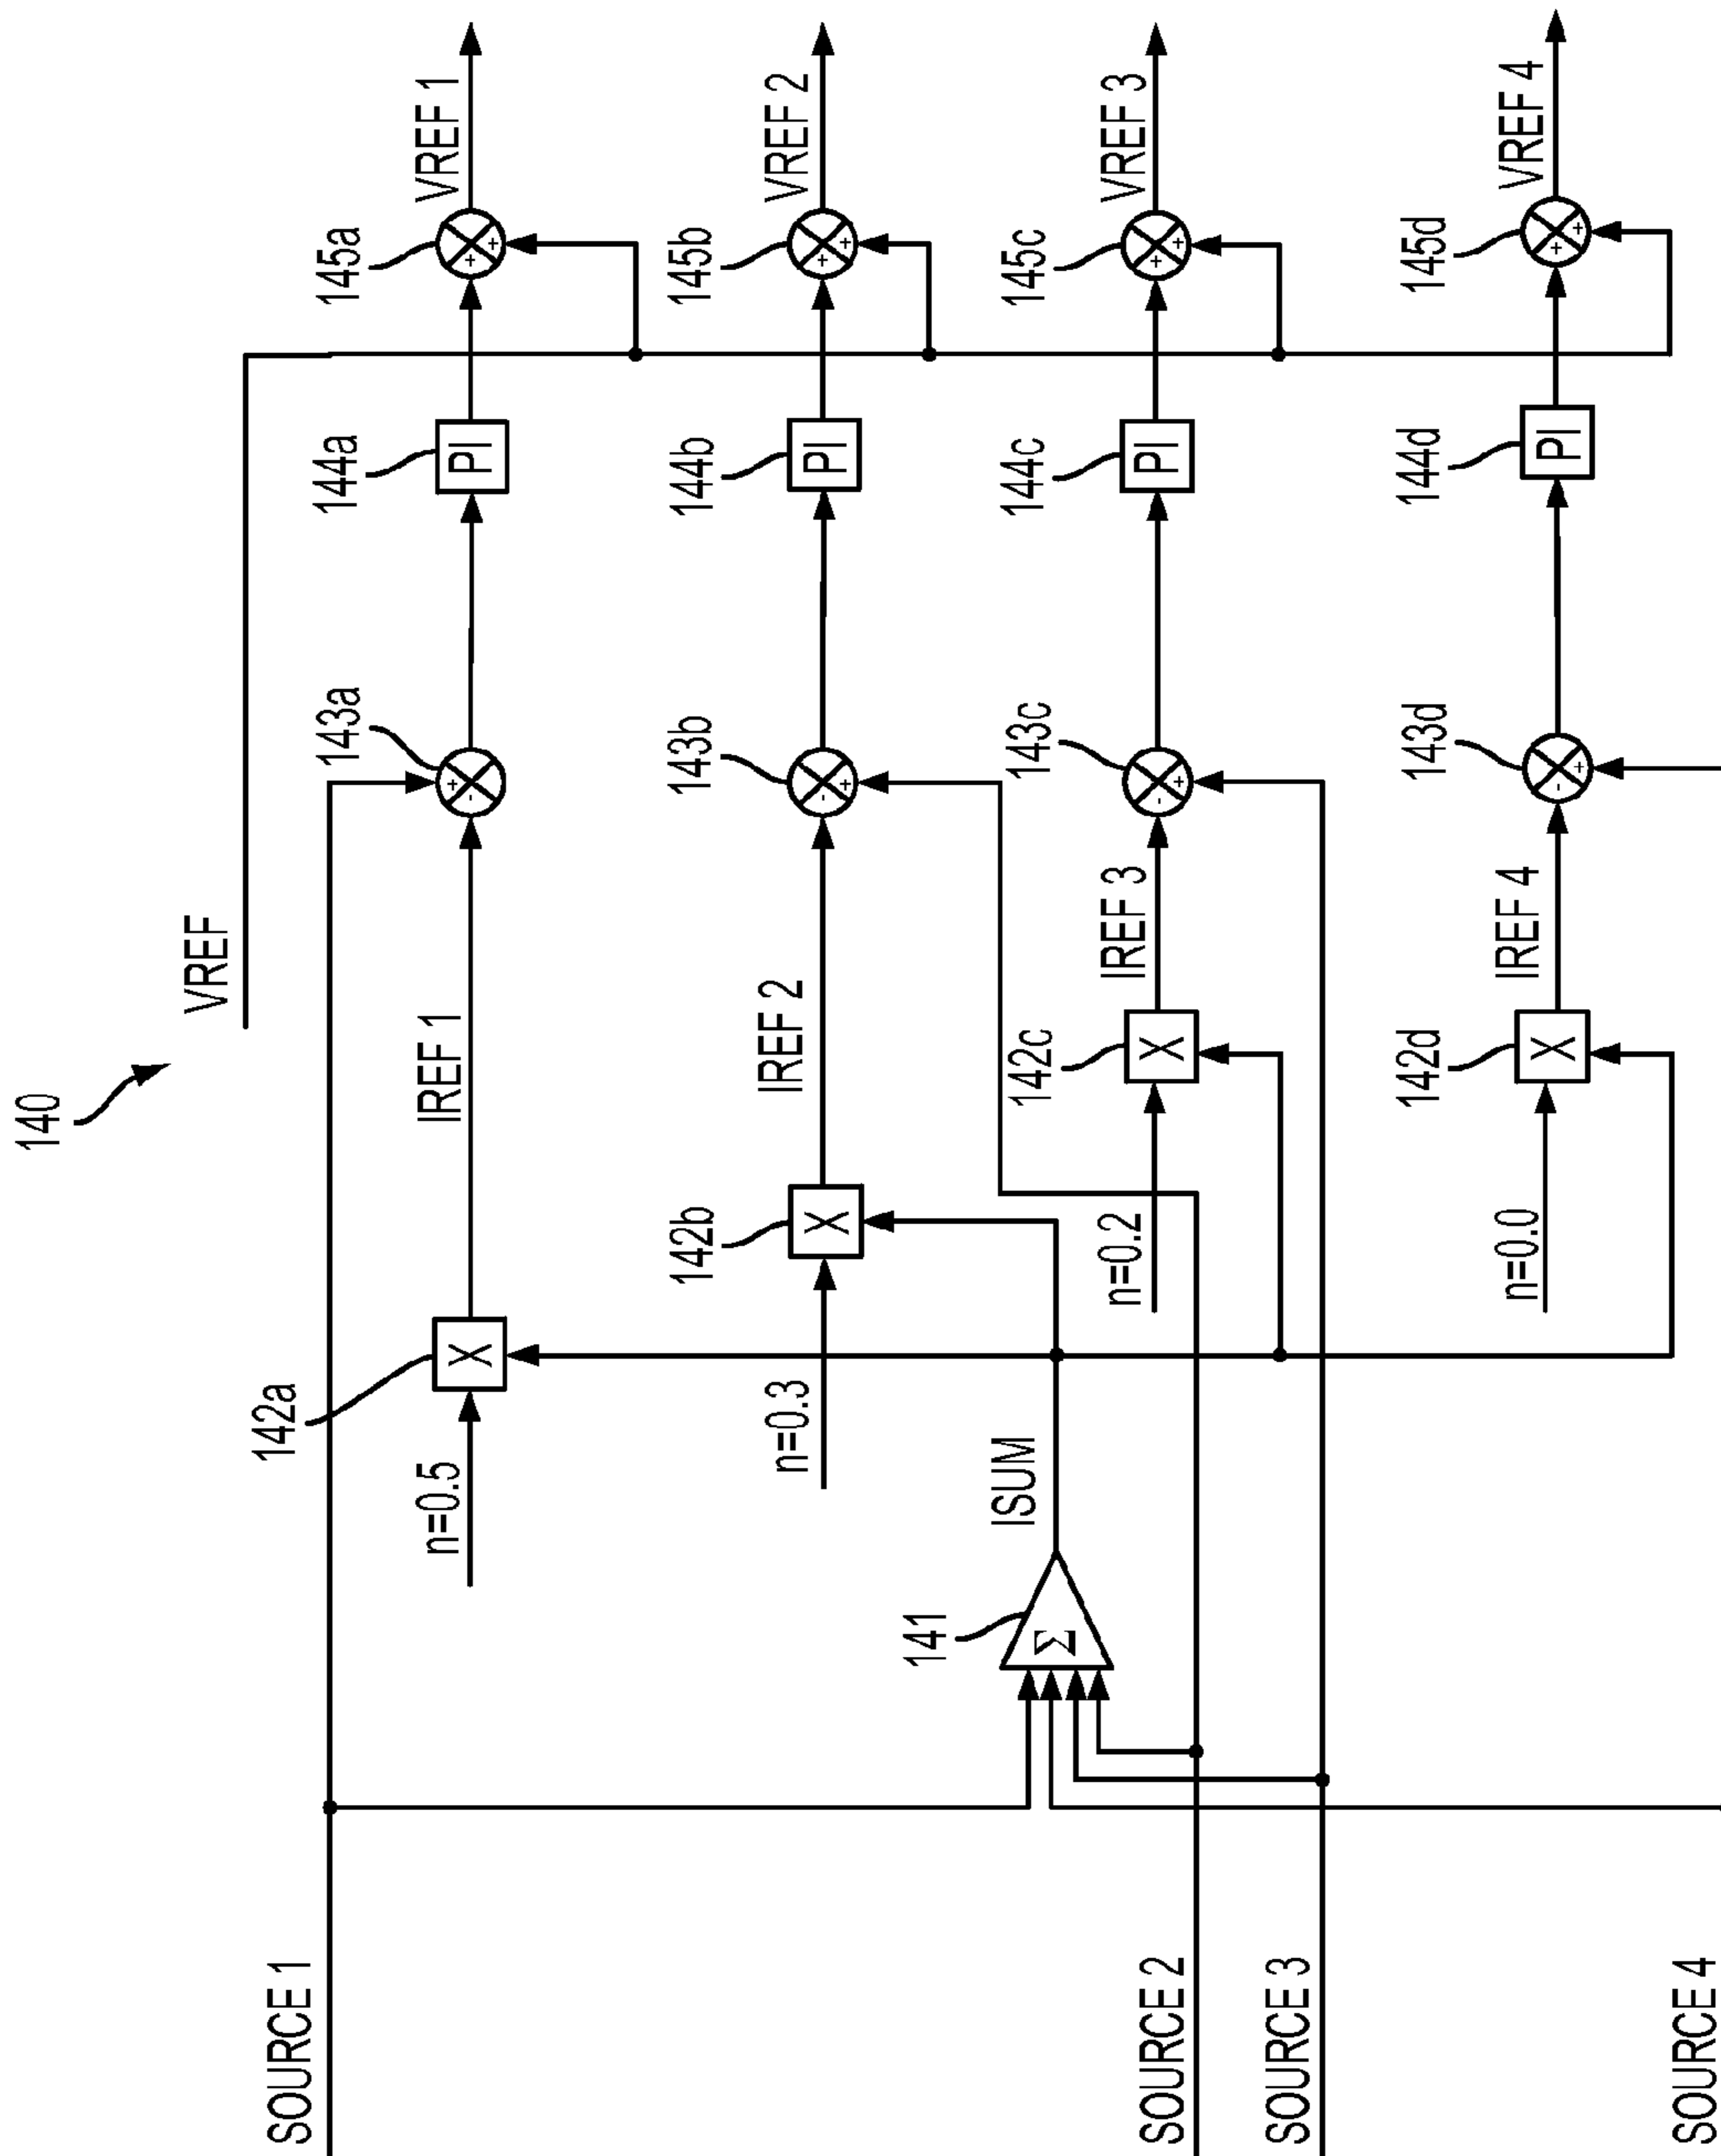 140
VREF
SOURCE 1
142a
n=0.5
X
IREF 1
143a
+
-
144a
PI
145a
+
+
VREF 1
n=0.3
142b
X
IREF 2
143b
-
+
144b
PI
145b
+
+
VREF 2
141
Σ
ISUM
SOURCE 2
n=0.2
142c
X
IREF 3
143c
-
+
144c
PI
145c
+
+
VREF 3
SOURCE 3
n=0.0
142d
X
IREF 4
143d
-
+
144d
PI
145d
+
+
VREF 4
SOURCE 4